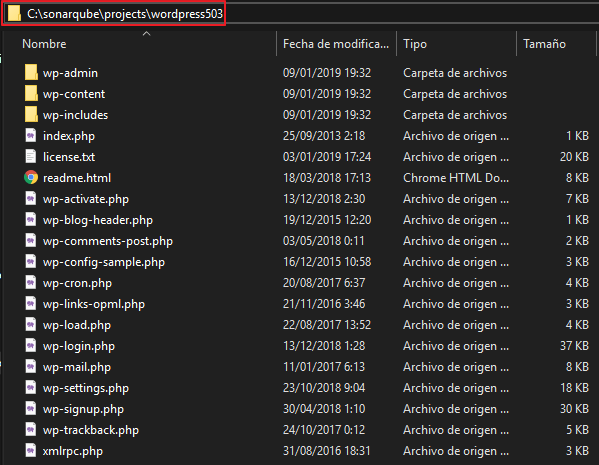 C:\sonarqube\projects\wordpress503
Nombre Fecha de modifica... Tipo Tamaño
wp-admin 09/01/2019 19:32 Carpeta de archivos
wp-content 09/01/2019 19:32 Carpeta de archivos
wp-includes 09/01/2019 19:32 Carpeta de archivos
index.php 25/09/2013 2:18 Archivo de origen ... 1 KB
license.txt 03/01/2019 17:24 Archivo de origen ... 20 KB
readme.html 18/03/2018 17:13 Chrome HTML Do... 8 KB
wp-activate.php 13/12/2018 2:30 Archivo de origen ... 7 KB
wp-blog-header.php 19/12/2015 12:20 Archivo de origen ... 1 KB
wp-comments-post.php 03/05/2018 0:11 Archivo de origen ... 2 KB
wp-config-sample.php 16/12/2015 10:58 Archivo de origen ... 3 KB
wp-cron.php 20/08/2017 6:37 Archivo de origen ... 4 KB
wp-links-opml.php 21/11/2016 3:46 Archivo de origen ... 3 KB
wp-load.php 22/08/2017 13:52 Archivo de origen ... 4 KB
wp-login.php 13/12/2018 1:28 Archivo de origen ... 37 KB
wp-mail.php 11/01/2017 6:13 Archivo de origen ... 8 KB
wp-settings.php 23/10/2018 9:04 Archivo de origen ... 18 KB
wp-signup.php 30/04/2018 1:10 Archivo de origen ... 30 KB
wp-trackback.php 24/10/2017 0:12 Archivo de origen ... 5 KB
xmlrpc.php 31/08/2016 18:31 Archivo de origen ... 3 KB